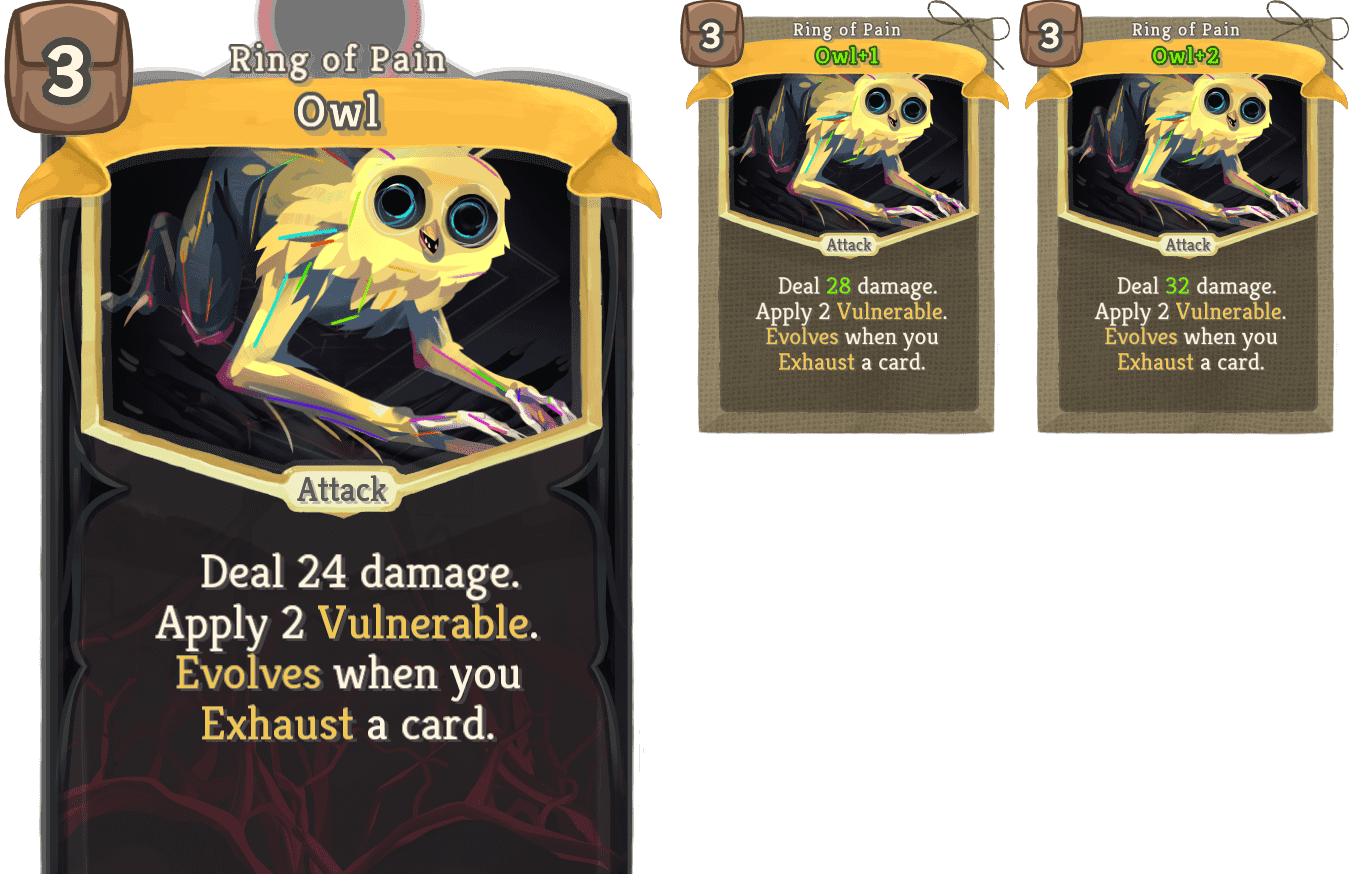 3
Ring of Pain
Owl
Attack
Deal 24 damage.
Apply 2 Vulnerable.
Evolves when you
Exhaust a card.
3
Ring of Pain
Owl+1
Attack
Deal 28 damage.
Apply 2 Vulnerable.
Evolves when you
Exhaust a card.
3
Ring of Pain
Owl+2
Attack
Deal 32 damage.
Apply 2 Vulnerable.
Evolves when you
Exhaust a card.